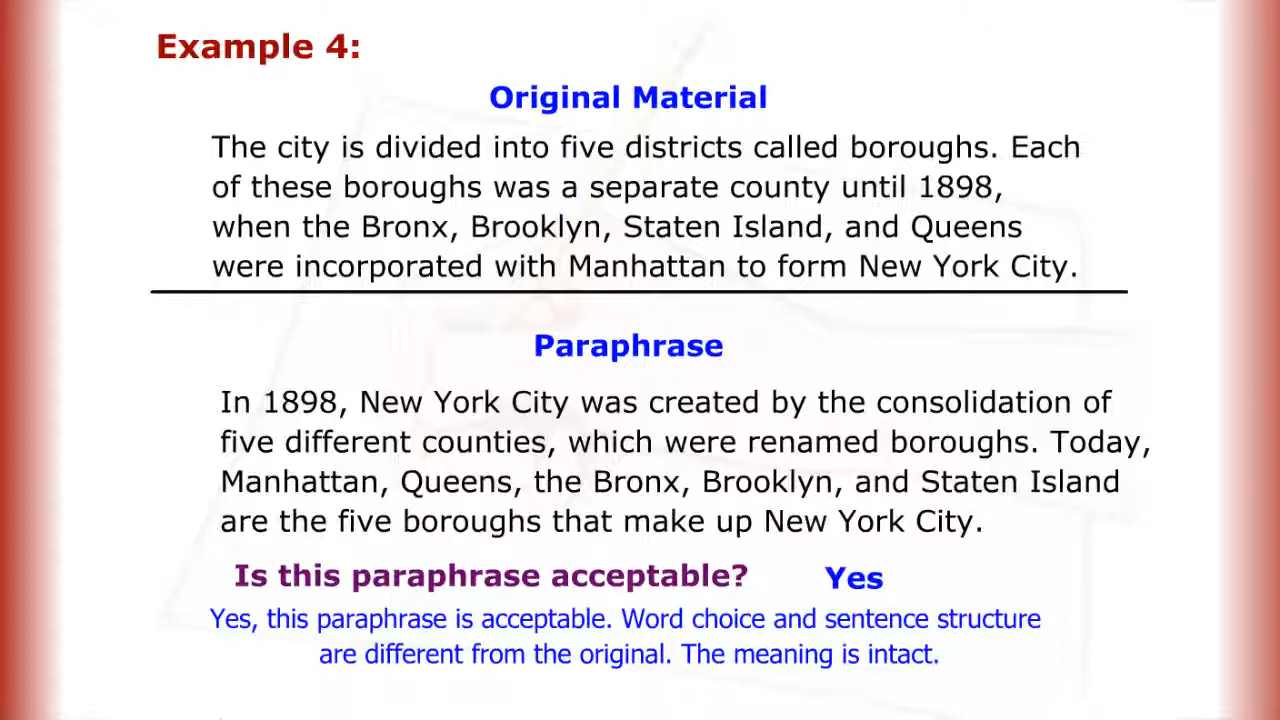 Example 4:
Original Material
The city is divided into five districts called boroughs. Each
of these boroughs was a separate county until 1898,
when the Bronx, Brooklyn, Staten Island, and Queens
were incorporated with Manhattan to form New York City.
Paraphrase
In 1898, New York City was created by the consolidation of
five different counties, which were renamed boroughs. Today,
Manhattan, Queens, the Bronx, Brooklyn, and Staten Island
are the five boroughs that make up New York City.
Is this paraphrase acceptable? Yes
Yes, this paraphrase is acceptable. Word choice and sentence structure
are different from the original. The meaning is intact.